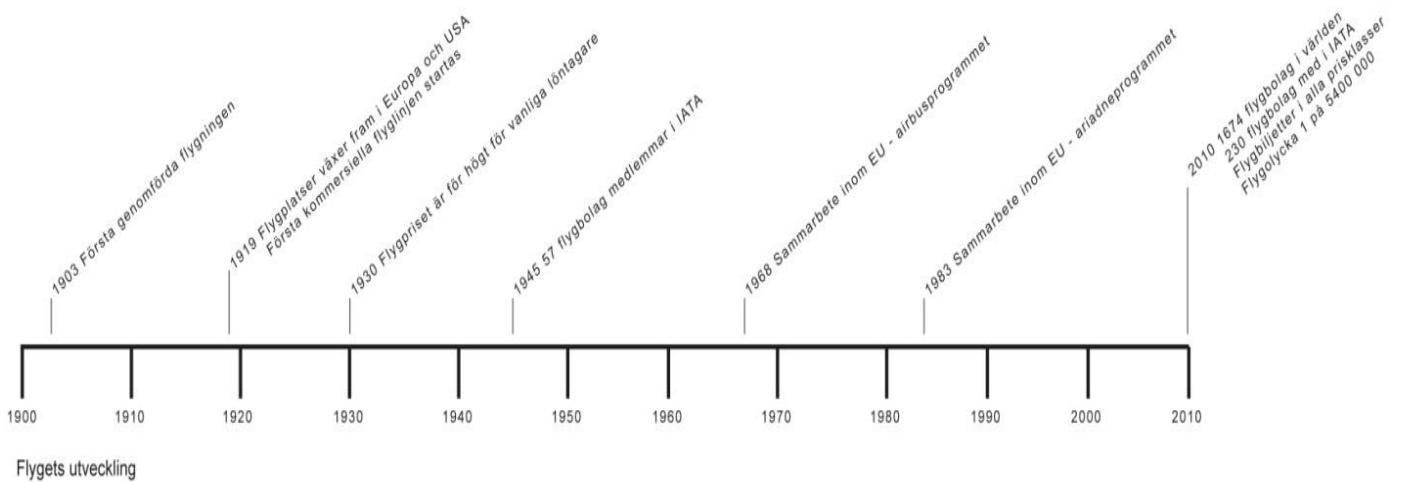 1903 Första genomförda flygningen
1919 Flygplatser växer fram i Europa och USA
Första kommersiella flyglinjen startas
1930 Flygpriset är för högt för vanliga löntagare
1945 57 flygbolag medlemmar i IATA
1968 Sammarbete inom EU - airbusprogrammet
1983 Sammarbete inom EU - ariadneprogrammet
2010 1674 flygbolag i världen
230 flygbolag med i IATA
Flygbiljetter i alla prisklasser
Flygolycka 1 på 5400 000
1900
1910
1920
1930
1940
1950
1960
1970
1980
1990
2000
2010
Flygets utveckling